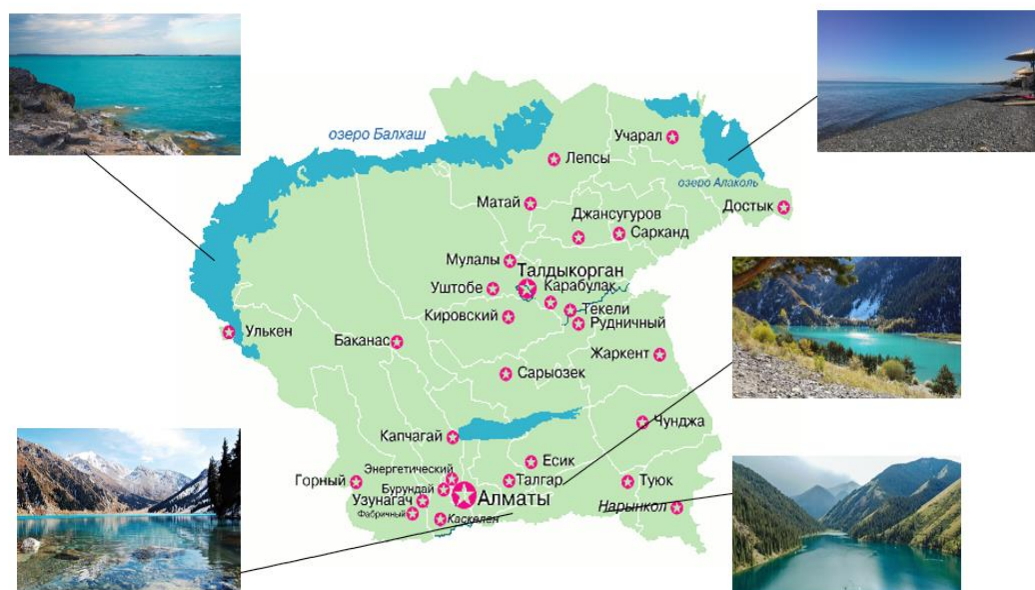 озеро Балхаш
Учарал
Лепсы
озеро Алаколь
Матай
Достык
Джансугуров
Сарканд
Мулалы
Талдыкорган
Уштобе
Карабулак
Кировский
Текели
Рудничный
Улькен
Баканас
Жаркент
Сарыозек
Чунджа
Капчагай
Есик
Энергетический
Горный
Талгар
Туюк
Бурундай
Узунагач
Алматы
Нарынкол
Фабричный
Каскелен